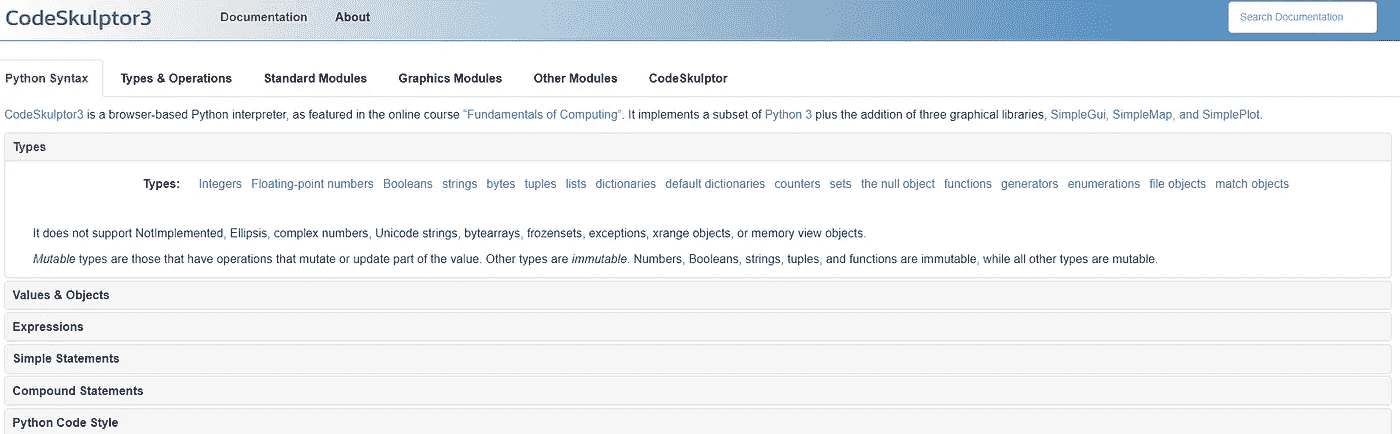 CodeSkulptor3 Documentation About Search Documentation
Python Syntax Types & Operations Standard Modules Graphics Modules Other Modules CodeSkulptor
CodeSkulptor3 is a browser-based Python interpreter, as featured in the online course "Fundamentals of Computing". It implements a subset of Python 3 plus the addition of three graphical libraries, SimpleGui, SimpleMap, and SimplePlot.
Types
Types: Integers Floating-point numbers Booleans strings bytes tuples lists dictionaries default dictionaries counters sets the null object functions generators enumerations file objects match objects
It does not support NotImplemented, Ellipsis, complex numbers, Unicode strings, bytearrays, frozensets, exceptions, xrange objects, or memory view objects.
Mutable types are those that have operations that mutate or update part of the value. Other types are immutable. Numbers, Booleans, strings, tuples, and functions are immutable, while all other types are mutable.
Values & Objects
Expressions
Simple Statements
Compound Statements
Python Code Style